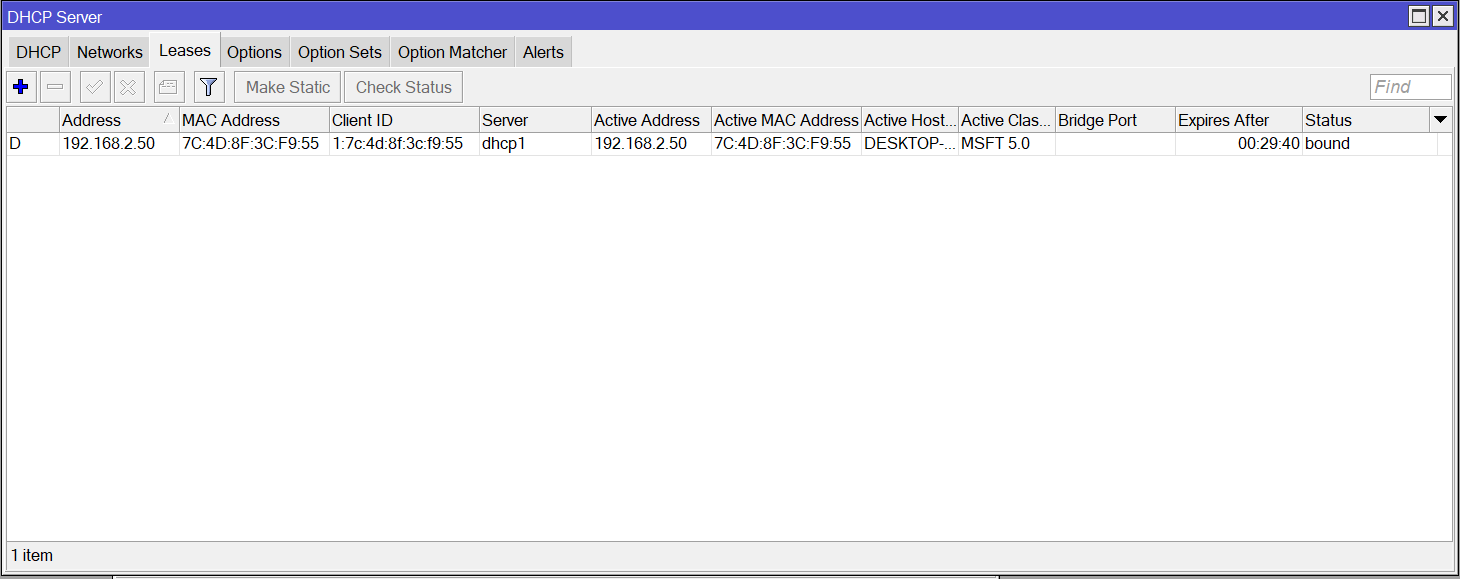 DHCP Server
DHCP Networks Leases Options Option Sets Option Matcher Alerts
Make Static Check Status Find
Address MAC Address Client ID Server Active Address Active MAC Address Active Host... Active Clas... Bridge Port Expires After Status
D 192.168.2.50 7C:4D:8F:3C:F9:55 1:7c:4d:8f:3c:f9:55 dhcp1 192.168.2.50 7C:4D:8F:3C:F9:55 DESKTOP-... MSFT 5.0 00:29:40 bound
1 item